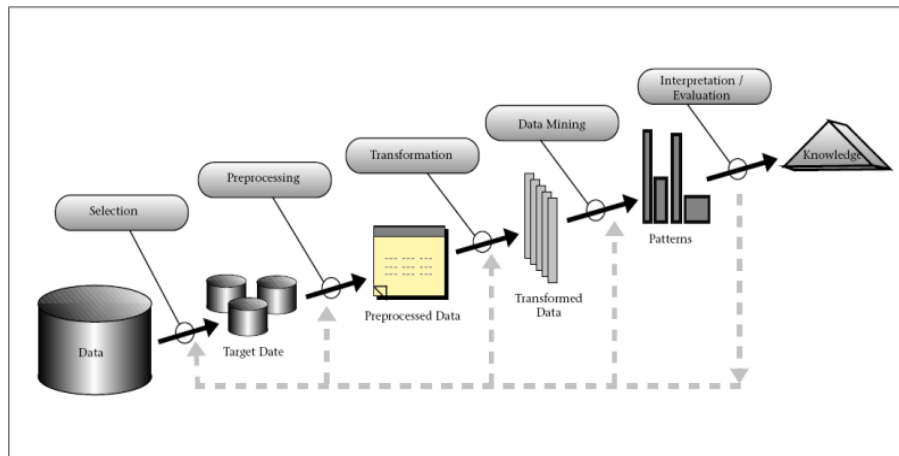 Interpretation /
Evaluation
Data Mining
Transformation
Preprocessing
Selection
Knowledge
Patterns
Transformed
Data
Preprocessed Data
Target Date
Data